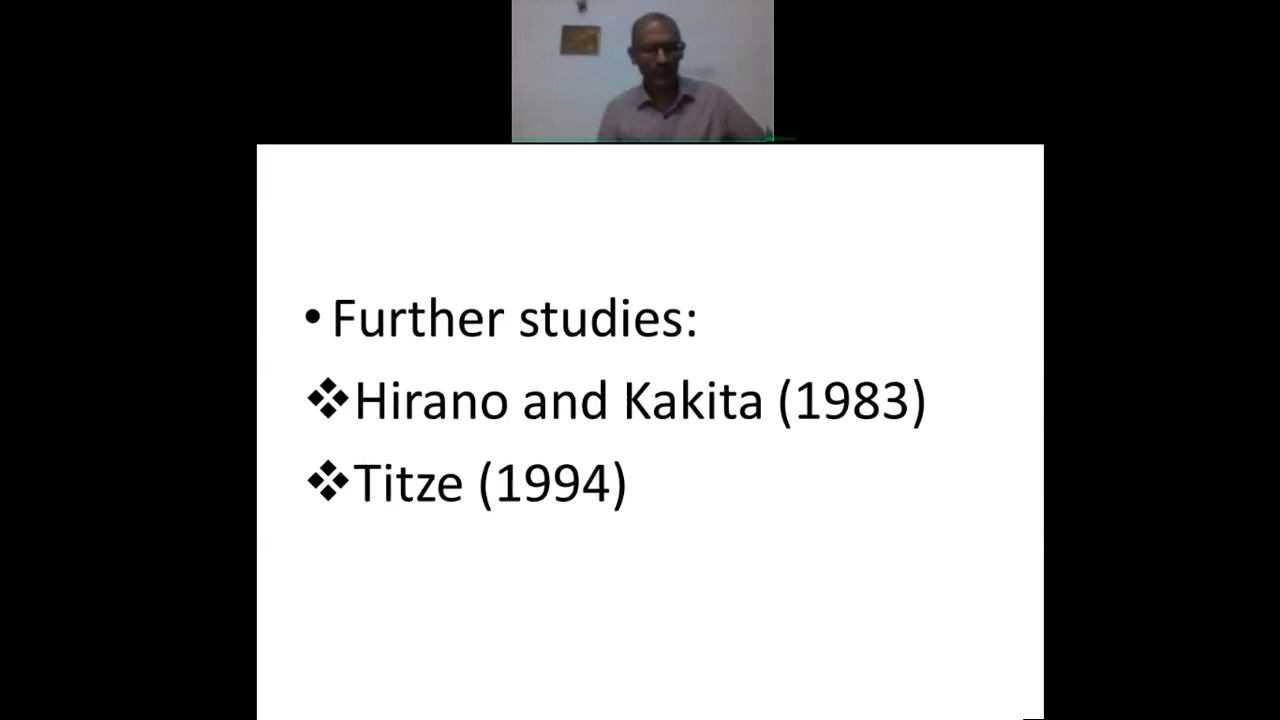 • Further studies:
❖Hirano and Kakita (1983)
❖Titze (1994)